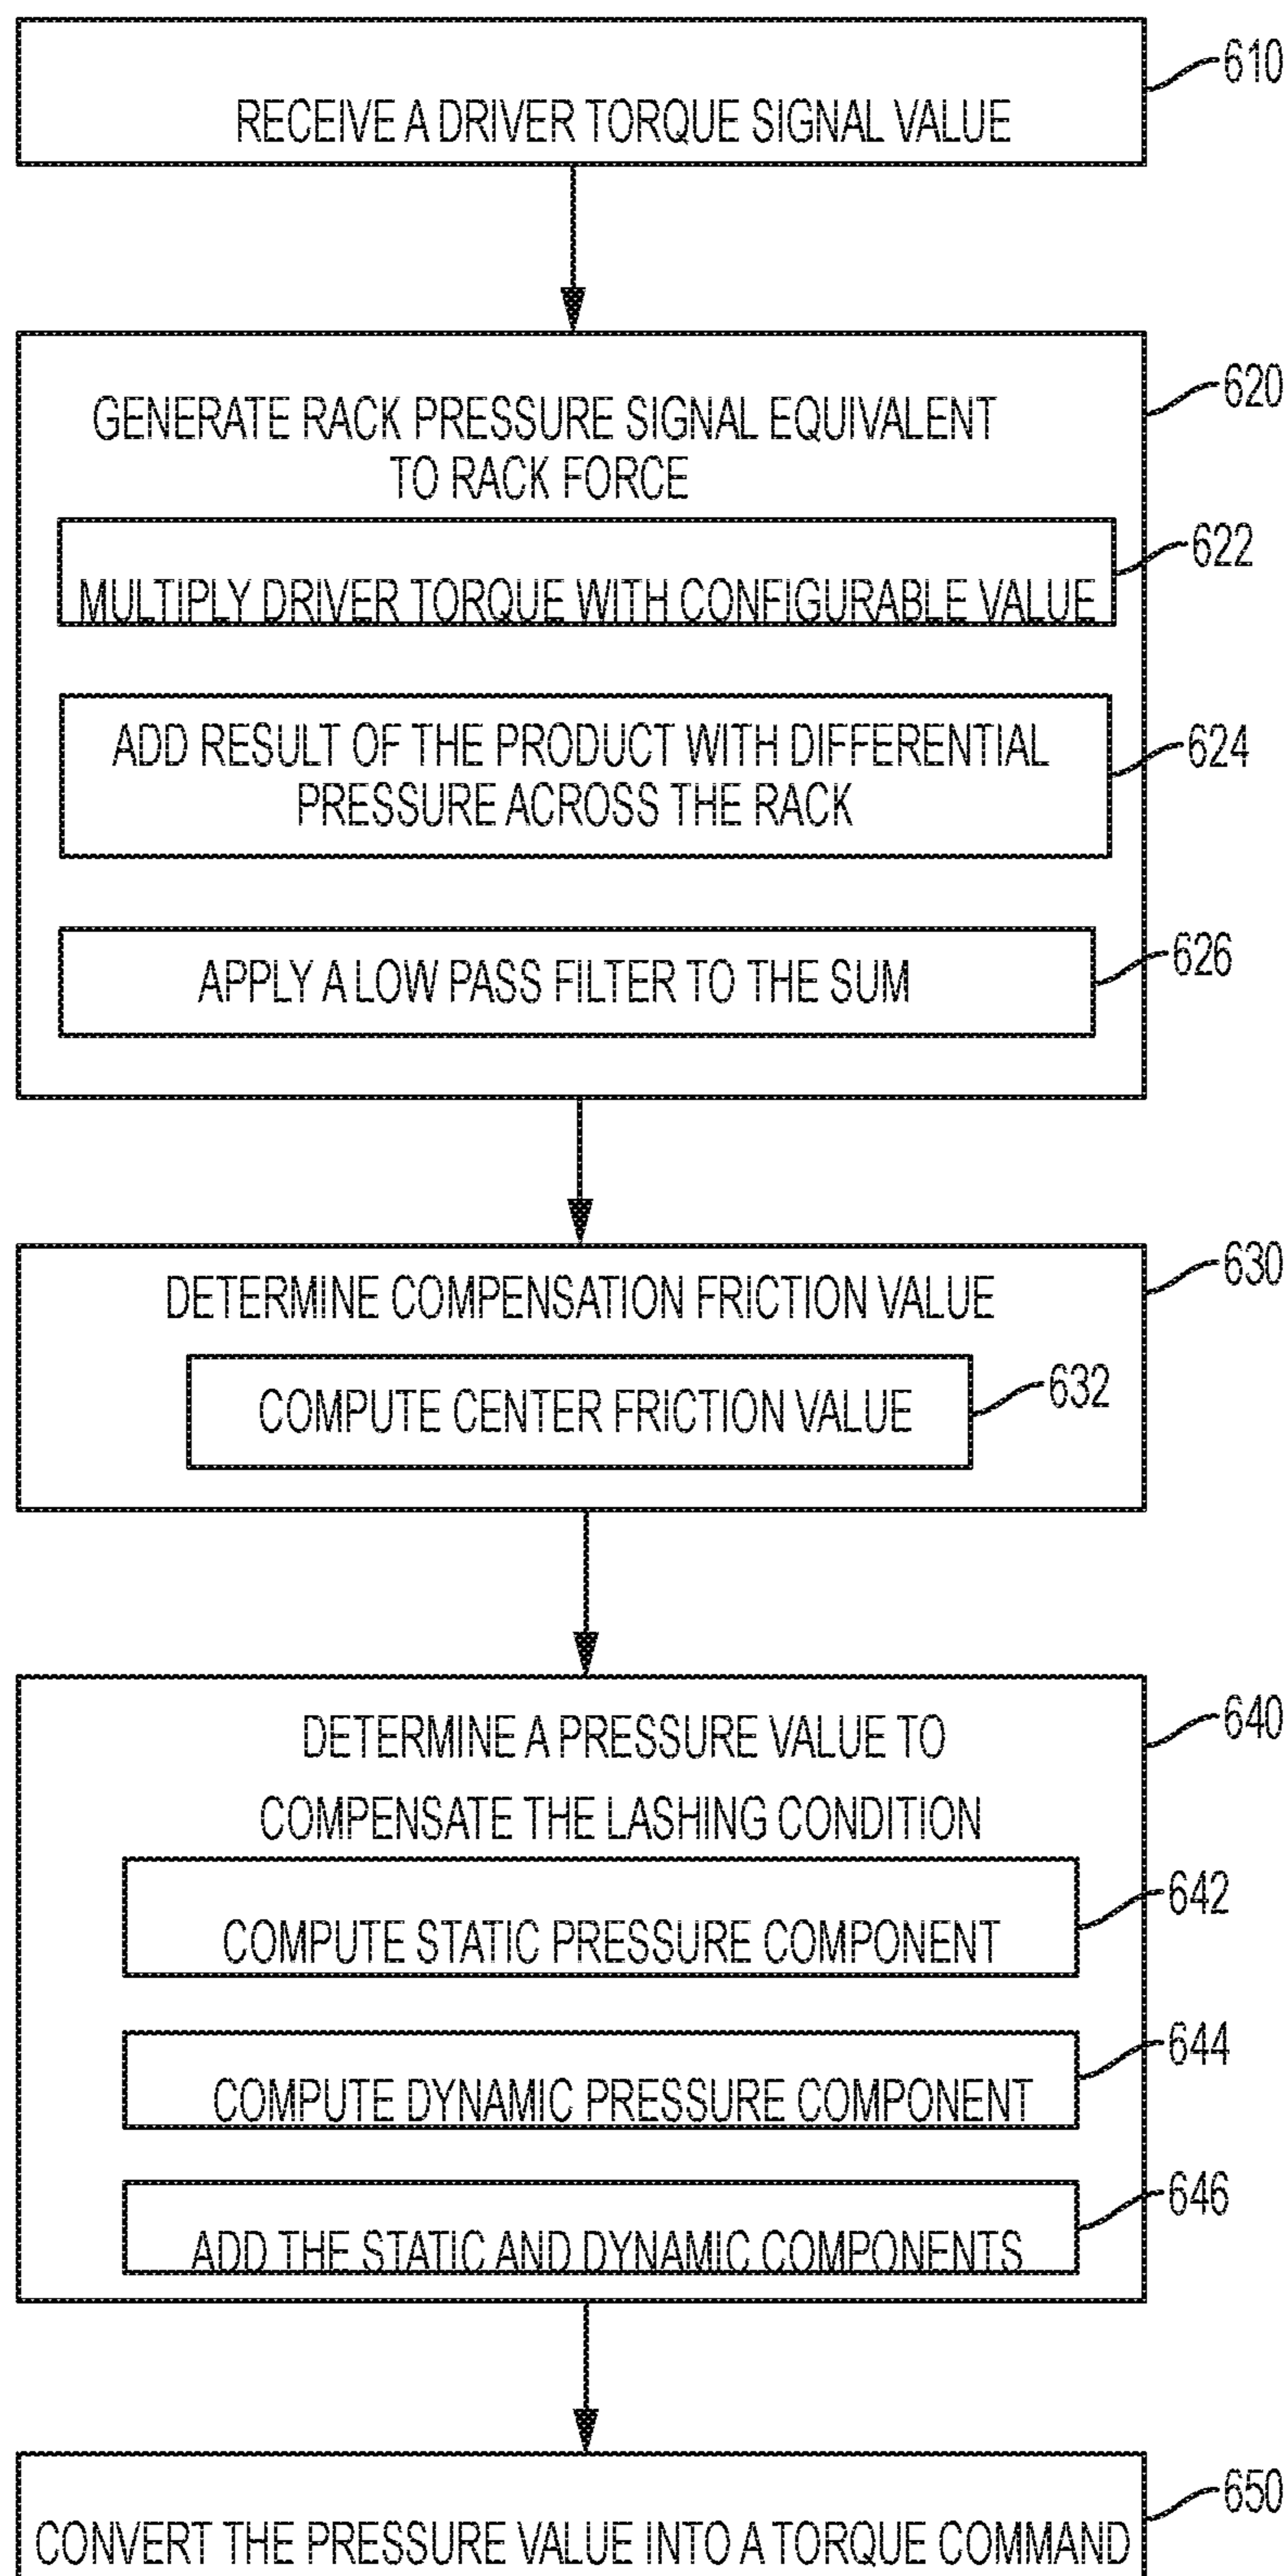 RECEIVE A DRIVER TORQUE SIGNAL VALUE
610
GENERATE RACK PRESSURE SIGNAL EQUIVALENT
TO RACK FORCE
620
MULTIPLY DRIVER TORQUE WITH CONFIGURABLE VALUE
622
ADD RESULT OF THE PRODUCT WITH DIFFERENTIAL
PRESSURE ACROSS THE RACK
624
APPLY A LOW PASS FILTER TO THE SUM
626
DETERMINE COMPENSATION FRICTION VALUE
630
COMPUTE CENTER FRICTION VALUE
632
DETERMINE A PRESSURE VALUE TO
COMPENSATE THE LASHING CONDITION
640
COMPUTE STATIC PRESSURE COMPONENT
642
COMPUTE DYNAMIC PRESSURE COMPONENT
644
ADD THE STATIC AND DYNAMIC COMPONENTS
646
CONVERT THE PRESSURE VALUE INTO A TORQUE COMMAND
650